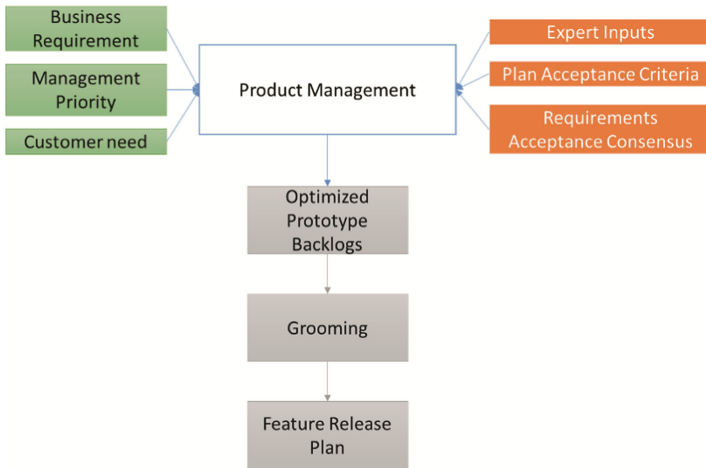 Business
Requirement
Management
Priority
Customer need
Product Management
Expert Inputs
Plan Acceptance Criteria
Requirements
Acceptance Consensus
Optimized
Prototype
Backlogs
Grooming
Feature Release
Plan